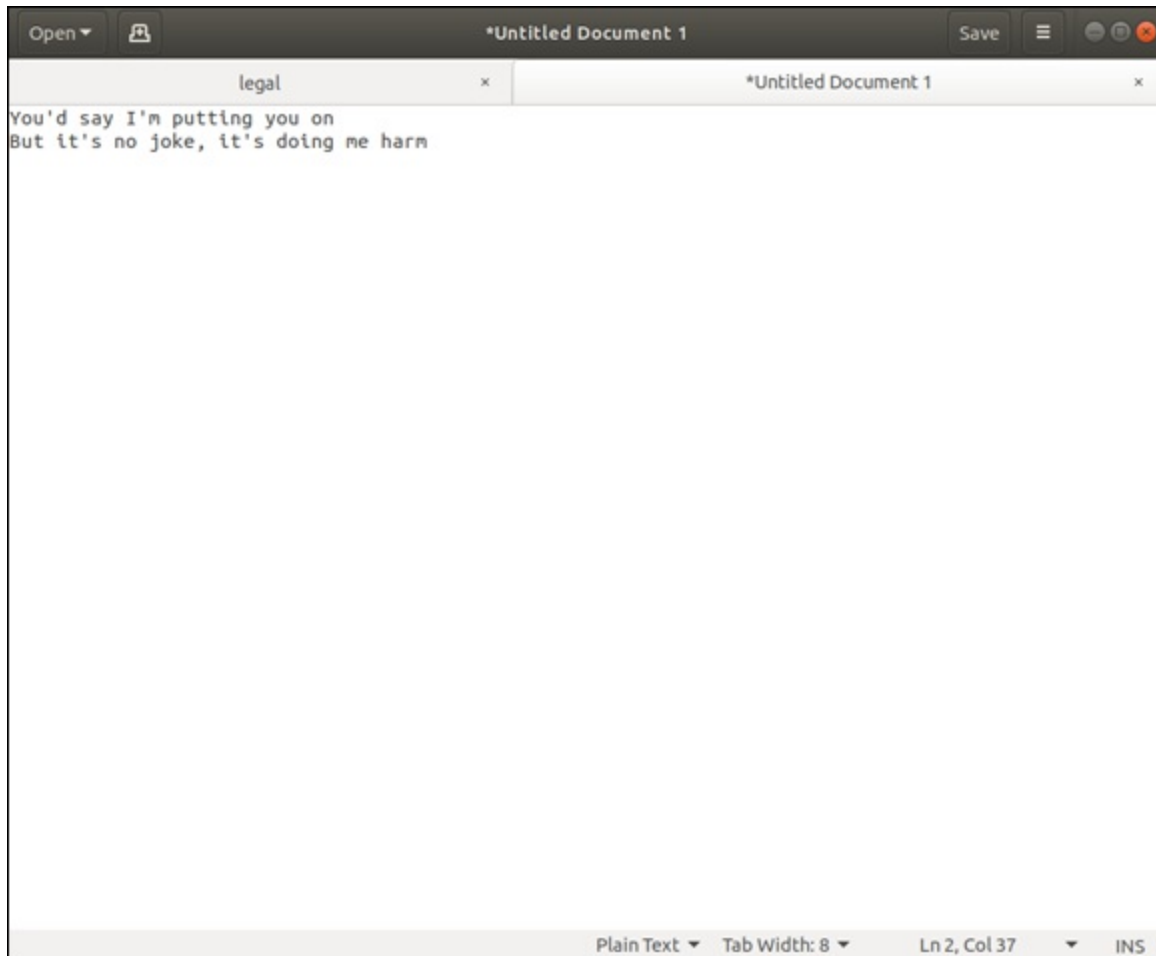 Open
*Untitled Document 1
Save
legal
*Untitled Document 1
You'd say I'm putting you on
But it's no joke, it's doing me harm
Plain Text
Tab Width: 8
Ln 2, Col 37
INS